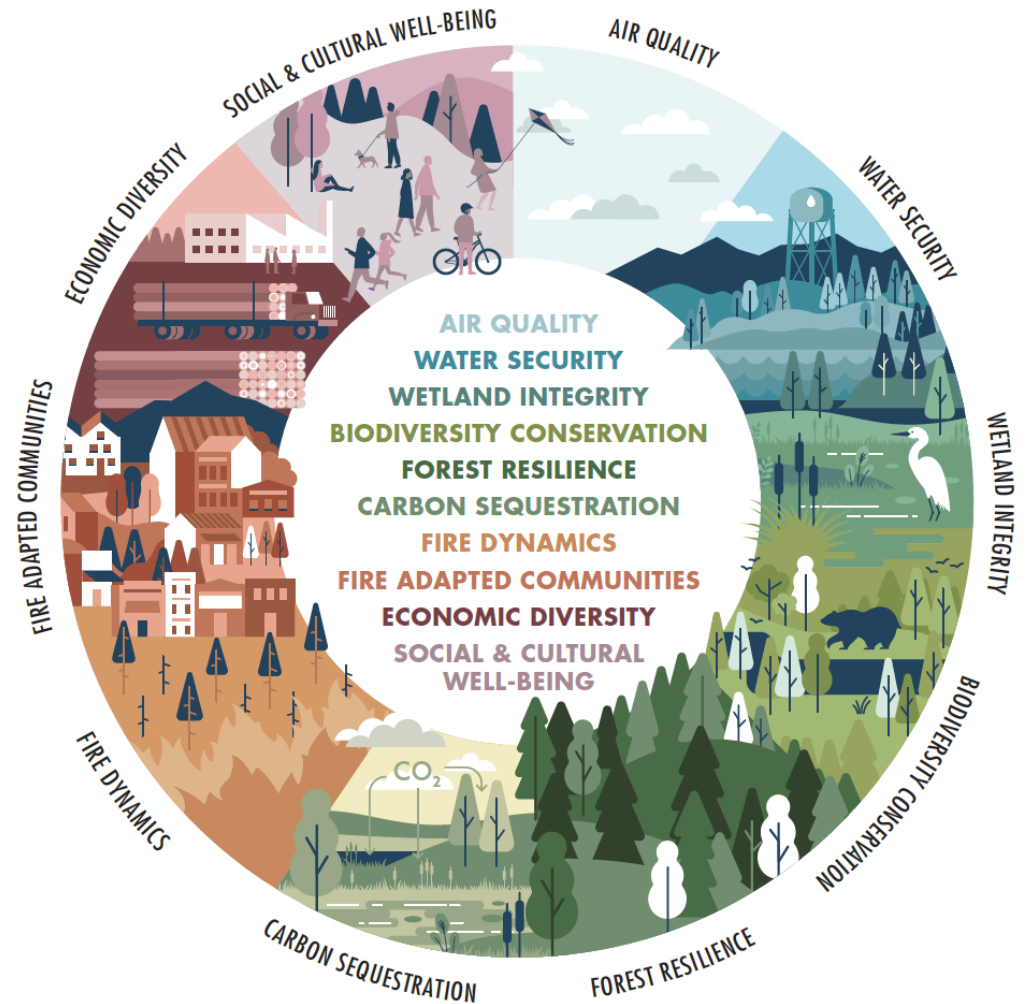 SOCIAL & CULTURAL WELL-BEING
AIR QUALITY
WATER SECURITY
WETLAND INTEGRITY
BIODIVERSITY CONSERVATION
FOREST RESILIENCE
CARBON SEQUESTRATION
FIRE DYNAMICS
FIRE ADAPTED COMMUNITIES
ECONOMIC DIVERSITY
AIR QUALITY
WATER SECURITY
WETLAND INTEGRITY
BIODIVERSITY CONSERVATION
FOREST RESILIENCE
CARBON SEQUESTRATION
FIRE DYNAMICS
FIRE ADAPTED COMMUNITIES
ECONOMIC DIVERSITY
SOCIAL & CULTURAL
WELL-BEING
CO₂